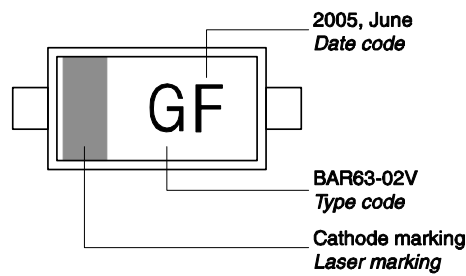 2005, June
Date code
GF
BAR63-02V
Type code
Cathode marking
Laser marking